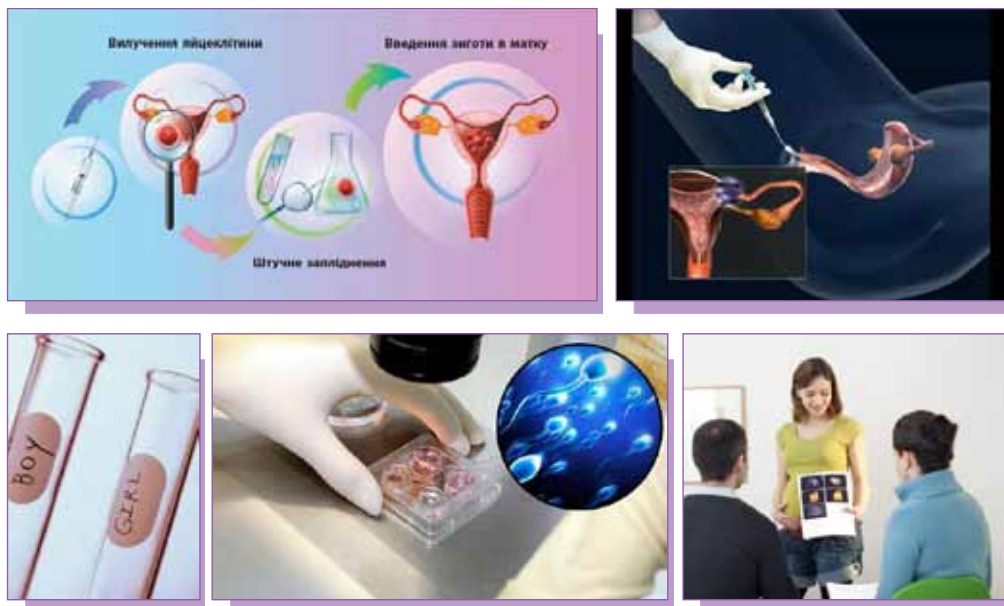 Вилучення яйцеклітини
Введення зиготи в матку
Штучне запліднення
BOY
GIRL